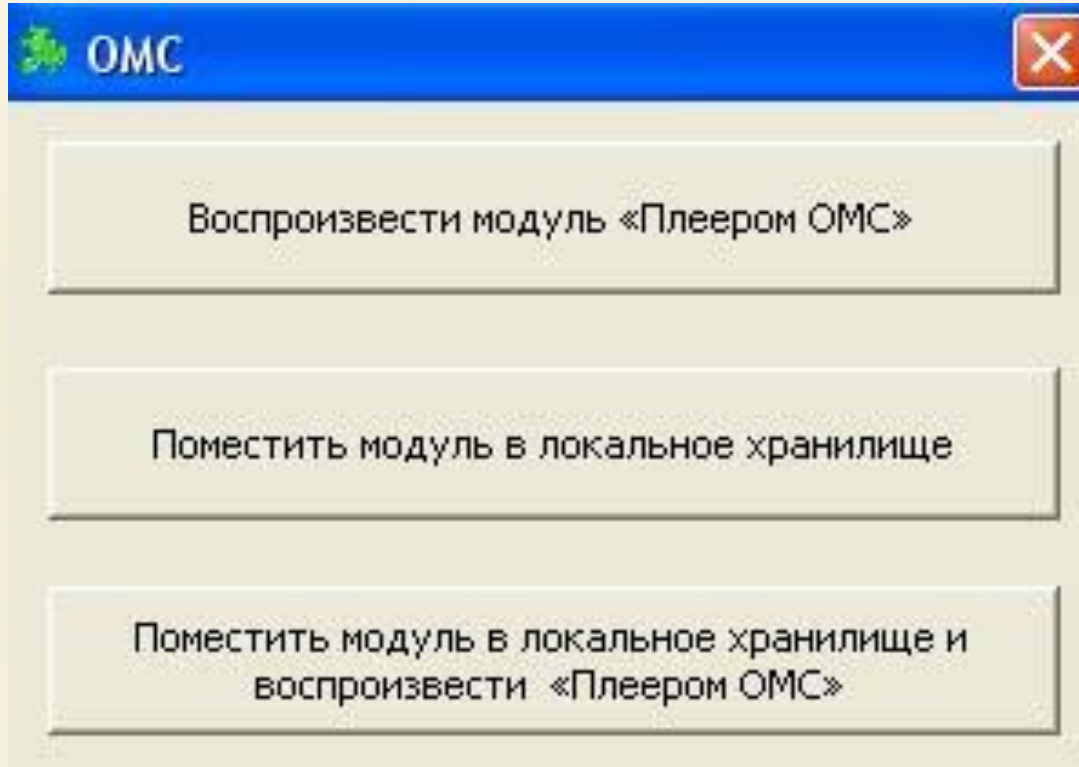 ОМС
Воспроизвести модуль «Плеером ОМС»
Поместить модуль в локальное хранилище
Поместить модуль в локальное хранилище и
воспроизвести «Плеером ОМС»